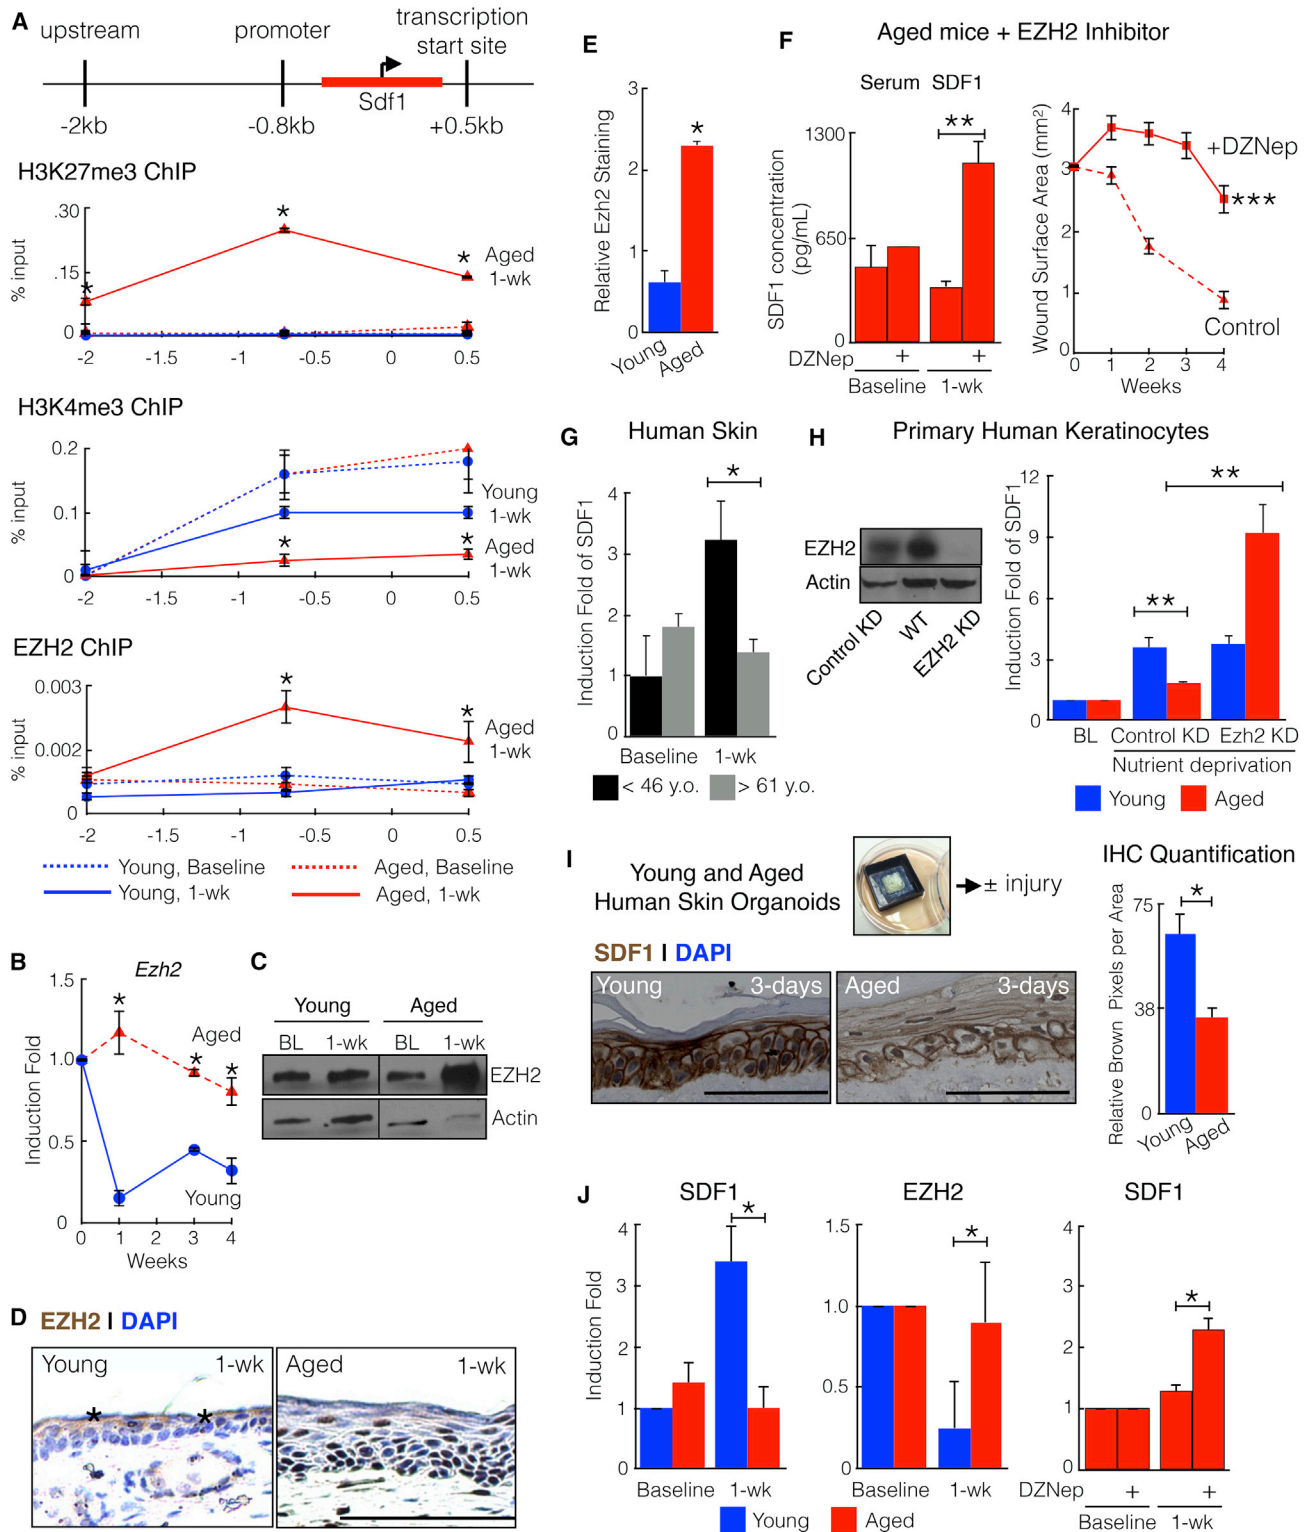 A
upstream
promoter
transcription
start site
Sdf1
-2kb
-0.8kb
+0.5kb
H3K27me3 ChIP
% input
.30
.15
0
*
*
*
Aged
1-wk
-2
-1.5
-1
-0.5
0
0.5
H3K4me3 ChIP
% input
0.2
0.1
0
Young
1-wk
Aged
1-wk
*
*
-2
-1.5
-1
-0.5
0
0.5
EZH2 ChIP
% input
0.003
0.002
0
*
*
Aged
1-wk
-2
-1.5
-1
-0.5
0
0.5
Young, Baseline
Aged, Baseline
Young, 1-wk
Aged, 1-wk
B
Ezh2
Induction Fold
1.5
1.0
0.5
0
*
Aged
*
*
Young
0
1
2
3
4
Weeks
C
Young
Aged
BL
1-wk
BL
1-wk
EZH2
Actin
D
EZH2 | DAPI
Young
1-wk
*
*
Aged
1-wk
E
Relative Ezh2 Staining
3
2
1
0
*
Young
Aged
F
Aged mice + EZH2 Inhibitor
Serum SDF1
SDF1 concentration
(pg/mL)
1300
650
0
**
DZNep
+
+
Baseline
1-wk
Wound Surface Area (mm²)
4
3
2
1
0
+DZNep
***
Control
0
1
2
3
4
Weeks
G
Human Skin
Induction Fold of SDF1
4
3
2
1
0
*
Baseline
1-wk
< 46 y.o.
> 61 y.o.
H
Primary Human Keratinocytes
EZH2
Actin
Control KD
WT
EZH2 KD
Induction Fold of SDF1
12
9
6
3
0
**
**
BL
Control KD
Ezh2 KD
Nutrient deprivation
Young
Aged
I
Young and Aged
Human Skin Organoids
± injury
SDF1 | DAPI
Young
3-days
Aged
3-days
IHC Quantification
Relative Brown Pixels per Area
75
38
0
*
Young
Aged
J
SDF1
Induction Fold
4
3
2
1
0
*
Baseline
1-wk
EZH2
1.5
1.0
0.5
0
*
Baseline
1-wk
Young
Aged
SDF1
4
3
2
1
0
*
DZNep
+
+
Baseline
1-wk